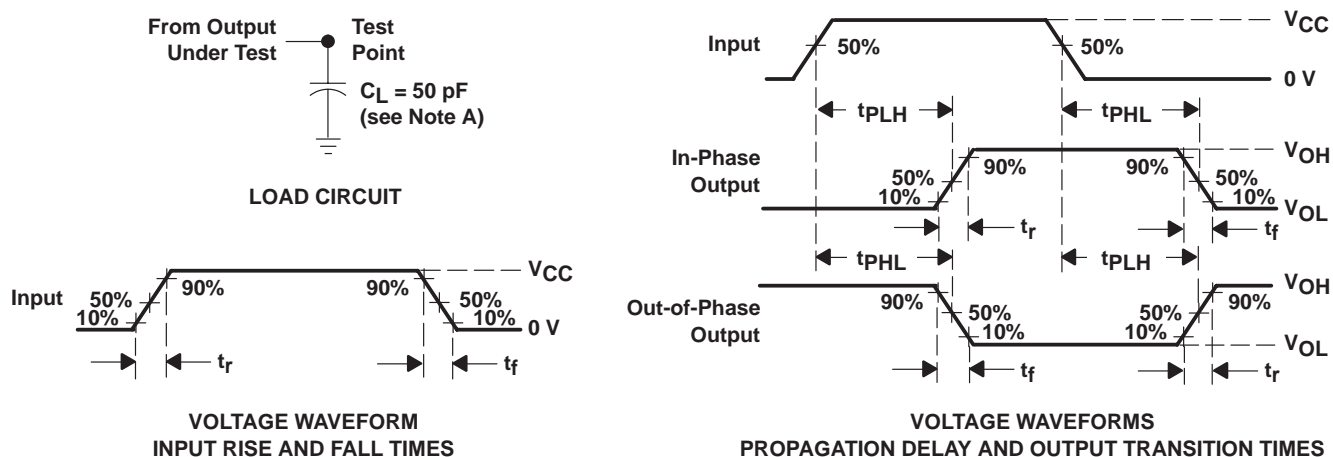 From Output
Under Test
Test
Point
CL = 50 pF
(see Note A)
LOAD CIRCUIT
Input
50%
10%
90%
90%
50%
10%
VCC
0 V
tr
tf
VOLTAGE WAVEFORM
INPUT RISE AND FALL TIMES
Input
50%
50%
VCC
0 V
tPLH
tPHL
In-Phase
Output
50%
10%
90%
90%
50%
10%
VOH
VOL
tr
tf
tPHL
tPLH
Out-of-Phase
Output
90%
50%
10%
50%
10%
90%
VOH
VOL
tf
tr
VOLTAGE WAVEFORMS
PROPAGATION DELAY AND OUTPUT TRANSITION TIMES